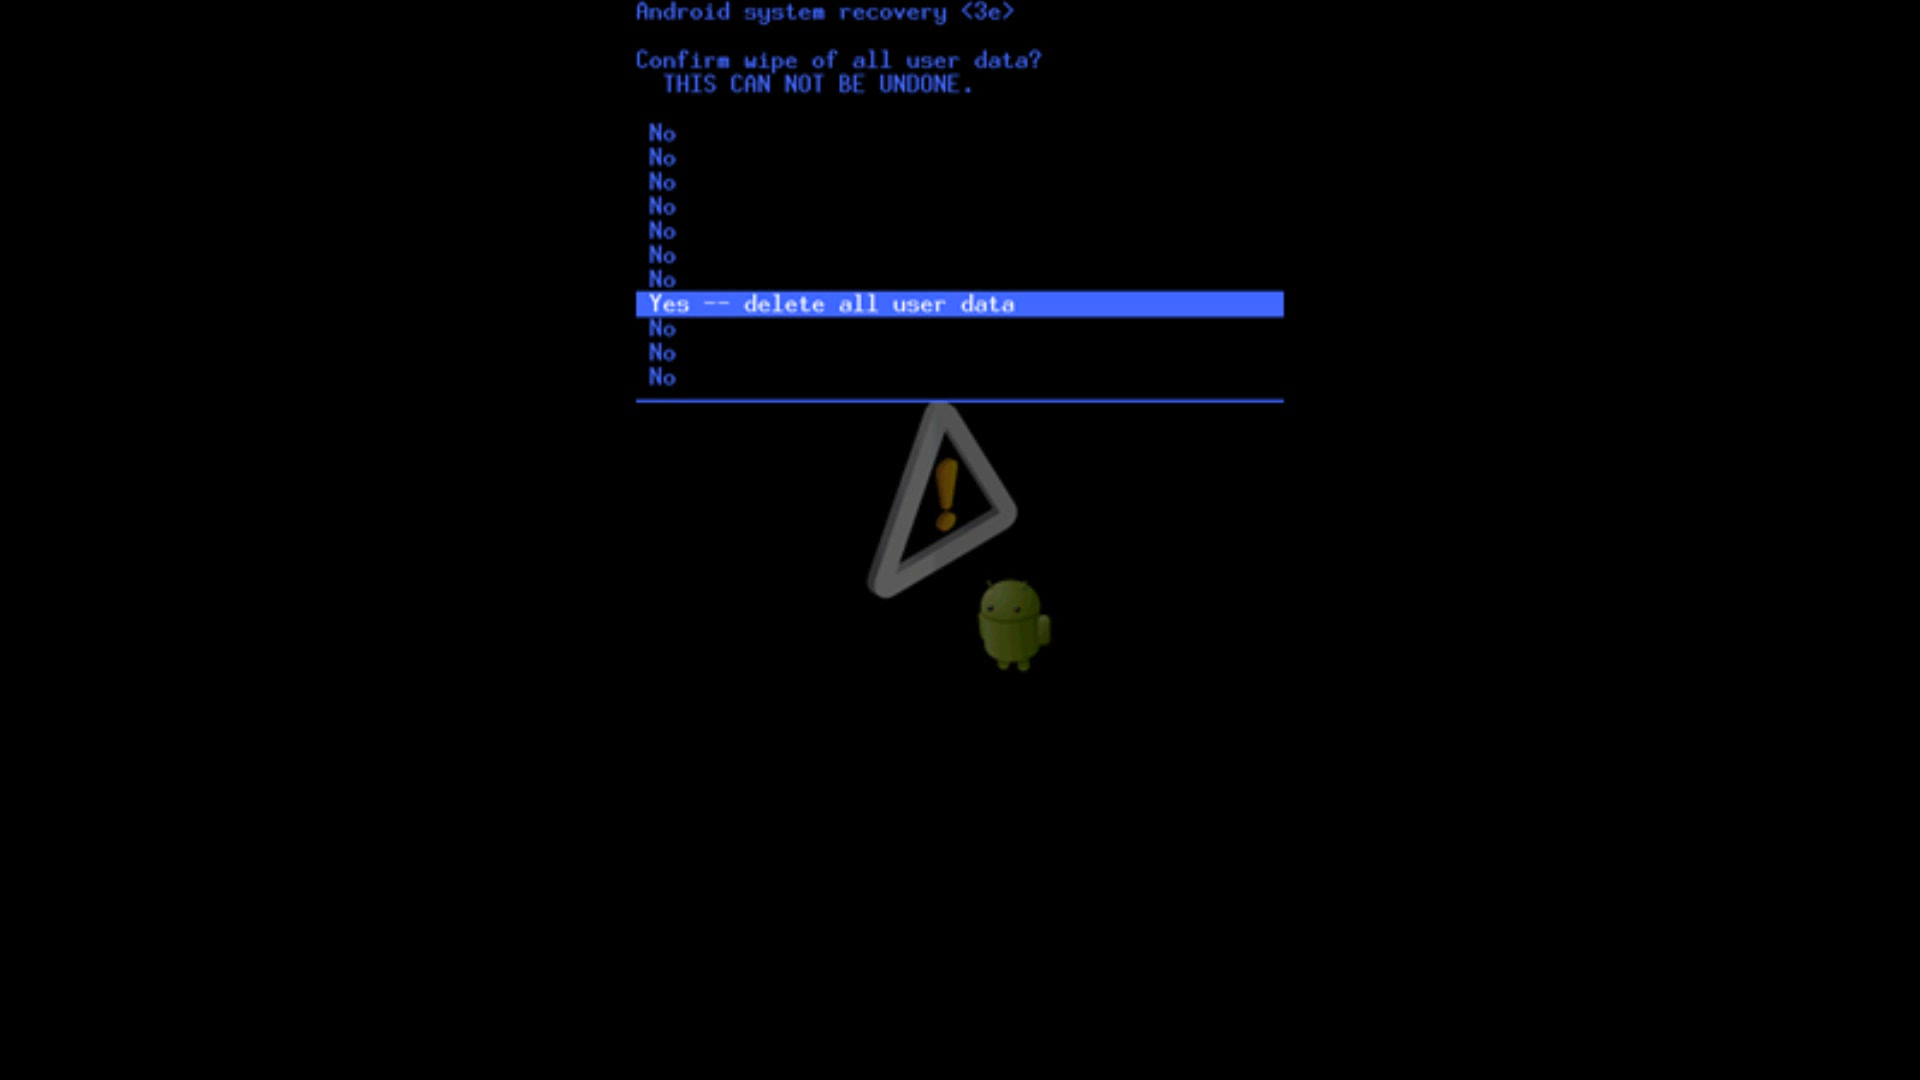 Android system recovery <3e>
Confirm wipe of all user data?
THIS CAN NOT BE UNDONE.
No
No
No
No
No
No
No
Yes -- delete all user data
No
No
No